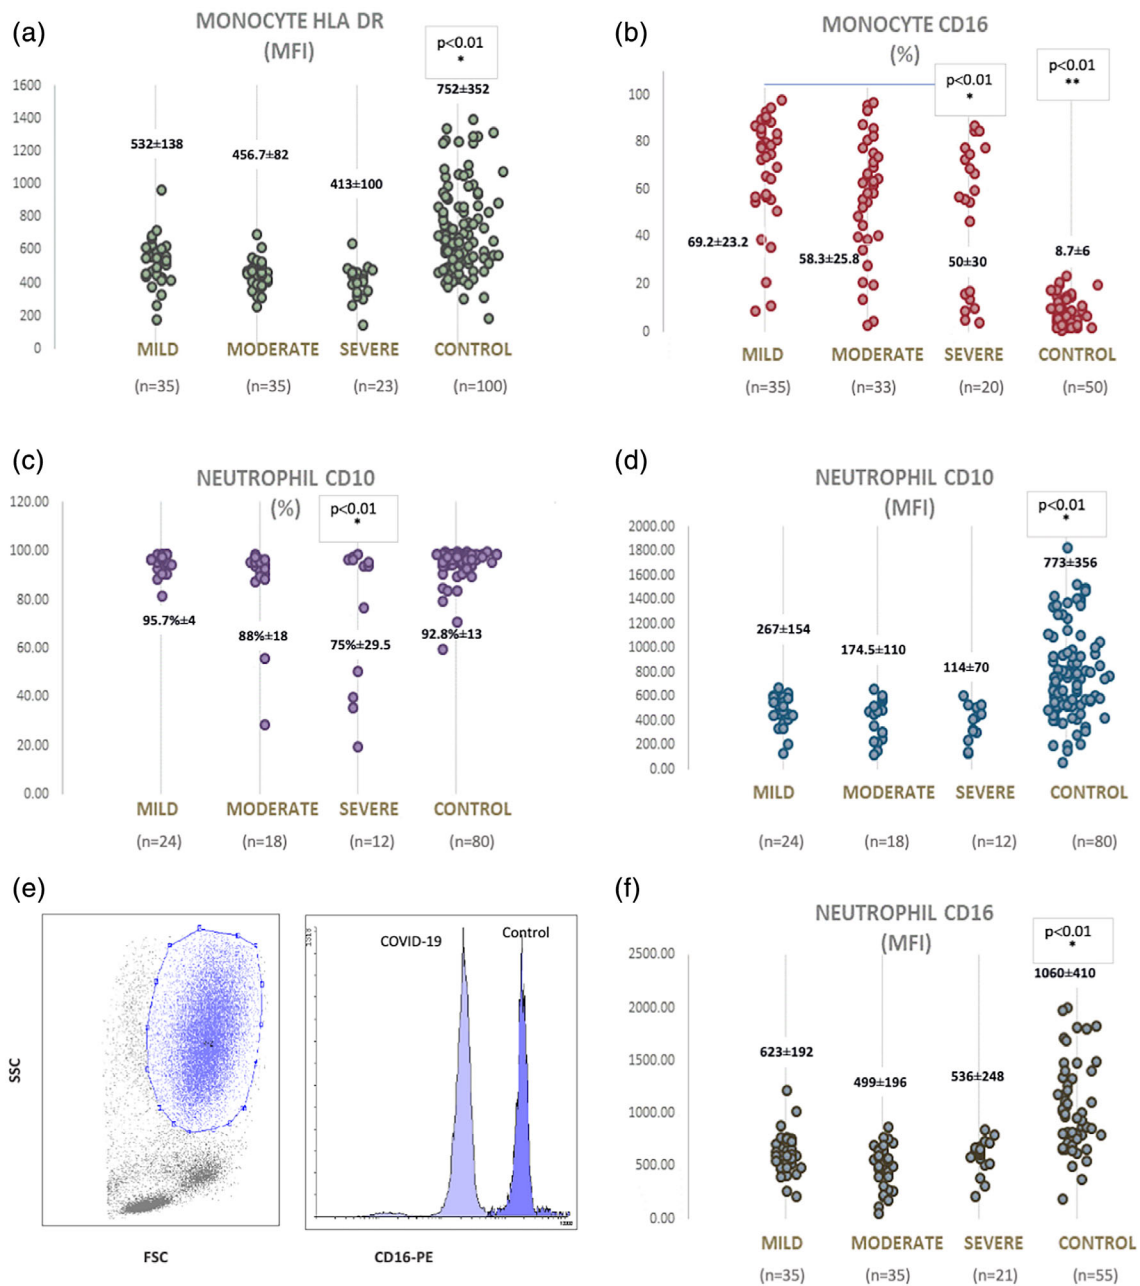 (a)
MONOCYTE HLA DR
(MFI)
p<0.01
*
752±352
1600
1400
1200
1000
800
600
400
200
0
532±138
456.7±82
413±100
MILD
MODERATE
SEVERE
CONTROL
(n=35)
(n=35)
(n=23)
(n=100)
(b)
MONOCYTE CD16
(%)
p<0.01
*
p<0.01
**
100
80
60
40
20
0
69.2±23.2
58.3±25.8
50±30
8.7±6
MILD
MODERATE
SEVERE
CONTROL
(n=35)
(n=33)
(n=20)
(n=50)
(c)
NEUTROPHIL CD10
(%)
p<0.01
*
120.00
100.00
80.00
60.00
40.00
20.00
0.00
95.7%±4
88%±18
75%±29.5
92.8%±13
MILD
MODERATE
SEVERE
CONTROL
(n=24)
(n=18)
(n=12)
(n=80)
(d)
NEUTROPHIL CD10
(MFI)
p<0.01
*
773±356
2000.00
1800.00
1600.00
1400.00
1200.00
1000.00
800.00
600.00
400.00
200.00
0.00
267±154
174.5±110
114±70
MILD
MODERATE
SEVERE
CONTROL
(n=24)
(n=18)
(n=12)
(n=80)
(e)
SSC
FSC
COVID-19
Control
CD16-PE
(f)
NEUTROPHIL CD16
(MFI)
p<0.01
*
1060±410
2500.00
2000.00
1500.00
1000.00
500.00
0.00
623±192
499±196
536±248
MILD
MODERATE
SEVERE
CONTROL
(n=35)
(n=35)
(n=21)
(n=55)